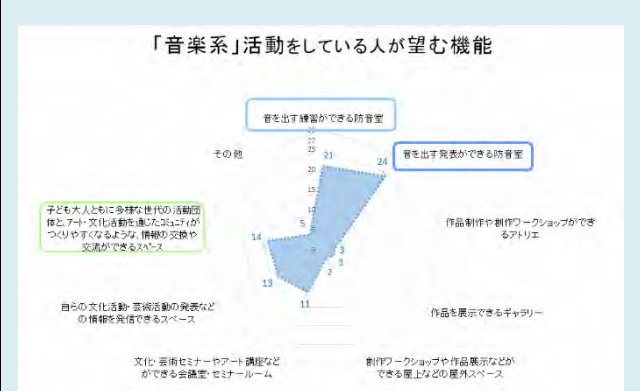 「音楽系」活動をしている人が望む機能
音を出す練習ができる防音室
その他
21
24
音を出す発表ができる防音室
25
20
15
10
5
子ども大人ともに多様な世代の活動団
体と、アート・文化活動を通じたコミュニティが
つくりやすくなるような、情報の交換や
交流ができるスペース
14
作品制作や創作ワークショップができ
るアトリエ
3
1
2
13
11
自らの文化活動・芸術活動の発表など
の情報を発信できるスペース
作品を展示できるギャラリー
文化・芸術セミナーやアート講座など
ができる会議室・セミナールーム
創作ワークショップや作品展示などが
できる屋上などの屋外スペース